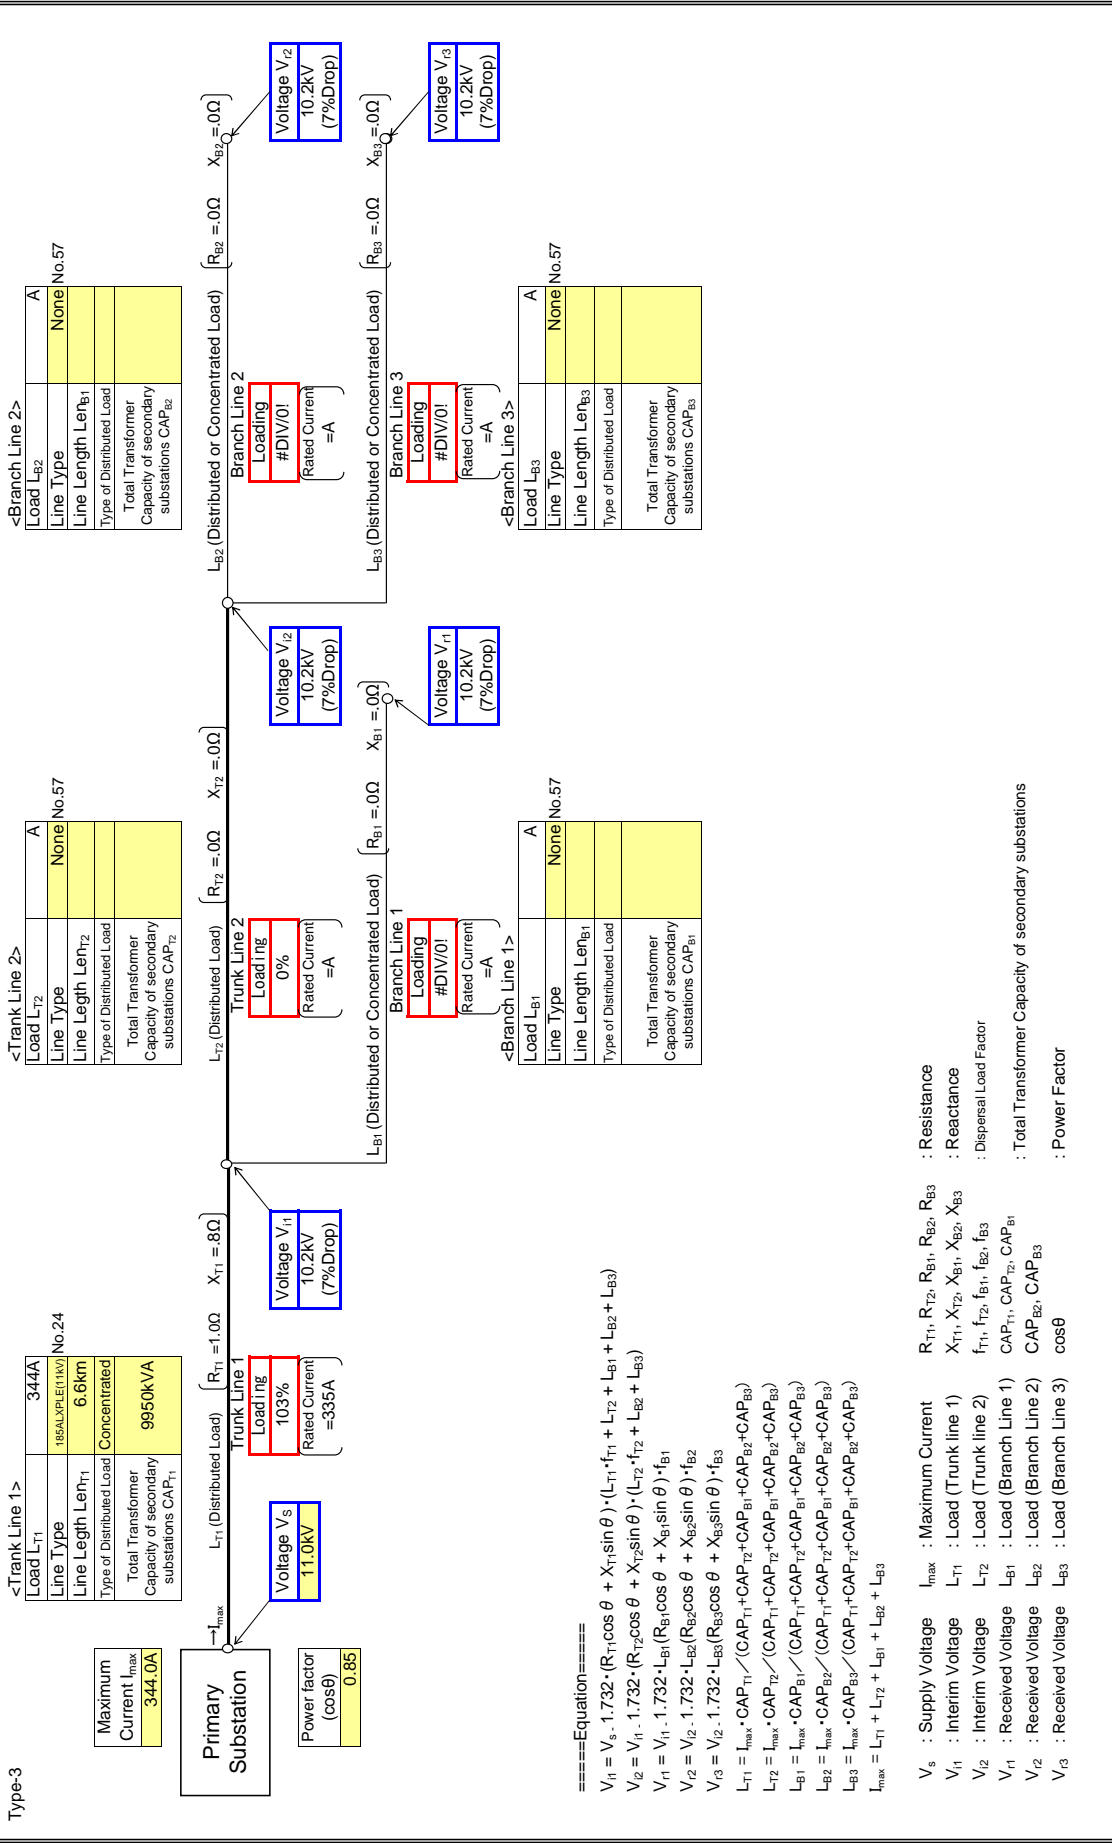 Type-3
Maximum
Current Imax
344.0A
Primary
Substation
Power factor
(cosθ)
0.85
→Imax
Voltage VS
11.0kV
<Trank Line 1>
Load LT1 344A
Line Type 185ALXPLE(11kV) No.24
Line Legth LenT1 6.6km
Type of Distributed Load Concentrated
Total Transformer
Capacity of secondary
substations CAPT1
9950kVA
LT1 (Distributed Load)
RT1 =1.0Ω XT1 =.8Ω
Trunk Line 1
Loading
103%
Rated Current
=335A
Voltage Vi1
10.2kV
(7%Drop)
<Trank Line 2>
Load LT2 A
Line Type None No.57
Line Length LenT2
Type of Distributed Load
Total Transformer
Capacity of secondary
substations CAPT2
LT2 (Distributed Load)
RT2 =.0Ω XT2 =.0Ω
Trunk Line 2
Loading
0%
Rated Current
=A
Voltage Vi2
10.2kV
(7%Drop)
LB1 (Distributed or Concentrated Load)
RB1 =.0Ω XB1 =.0Ω
Branch Line 1
Loading
#DIV/0!
Rated Current
=A
Voltage Vr1
10.2kV
(7%Drop)
<Branch Line 1>
Load LB1 A
Line Type None No.57
Line Length LenB1
Type of Distributed Load
Total Transformer
Capacity of secondary
substations CAPB1
<Branch Line 2>
Load LB2 A
Line Type None No.57
Line Length LenB1
Type of Distributed Load
Total Transformer
Capacity of secondary
substations CAPB2
LB2 (Distributed or Concentrated Load)
RB2 =.0Ω XB2 =.0Ω
Branch Line 2
Loading
#DIV/0!
Rated Current
=A
Voltage Vr2
10.2kV
(7%Drop)
LB3 (Distributed or Concentrated Load)
RB3 =.0Ω XB3 =.0Ω
Branch Line 3
Loading
#DIV/0!
Rated Current
=A
Voltage Vr3
10.2kV
(7%Drop)
<Branch Line 3>
Load LB3 A
Line Type None No.57
Line Length LenB3
Type of Distributed Load
Total Transformer
Capacity of secondary
substations CAPB3
=====Equation=====
Vi1 = Vs - 1.732•(RT1cos θ + XT1sin θ)•(LT1•fT1 + LT2 + LB1 + LB2 + LB3)
Vi2 = Vi1 - 1.732•(RT2cos θ + XT2sin θ)•(LT2•fT2 + LB2 + LB3)
Vr1 = Vi1 - 1.732•LB1(RB1cos θ + XB1sin θ)•fB1
Vr2 = Vi2 - 1.732•LB2(RB2cos θ + XB2sin θ)•fB2
Vr3 = Vi2 - 1.732•LB3(RB3cos θ + XB3sin θ)•fB3
LT1 = Imax•CAPT1／(CAPT1+CAPT2+CAPB1+CAPB2+CAPB3)
LT2 = Imax•CAPT2／(CAPT1+CAPT2+CAPB1+CAPB2+CAPB3)
LB1 = Imax•CAPB1／(CAPT1+CAPT2+CAPB1+CAPB2+CAPB3)
LB2 = Imax•CAPB2／(CAPT1+CAPT2+CAPB1+CAPB2+CAPB3)
LB3 = Imax•CAPB3／(CAPT1+CAPT2+CAPB1+CAPB2+CAPB3)
Imax = LT1 + LT2 + LB1 + LB2 + LB3
Vs : Supply Voltage Imax : Maximum Current RT1, RT2, RB1, RB2, RB3 : Resistance
Vi1 : Interim Voltage LT1 : Load (Trunk line 1) XT1, XT2, XB1, XB2, XB3 : Reactance
Vi2 : Interim Voltage LT2 : Load (Trunk line 2) fT1, fT2, fB1, fB2, fB3 : Dispersal Load Factor
Vr1 : Received Voltage LB1 : Load (Branch Line 1) CAPT1, CAPT2, CAPB1 : Total Transformer Capacity of secondary substations
Vr2 : Received Voltage LB2 : Load (Branch Line 2) CAPB2, CAPB3
Vr3 : Received Voltage LB3 : Load (Branch Line 3) cosθ : Power Factor